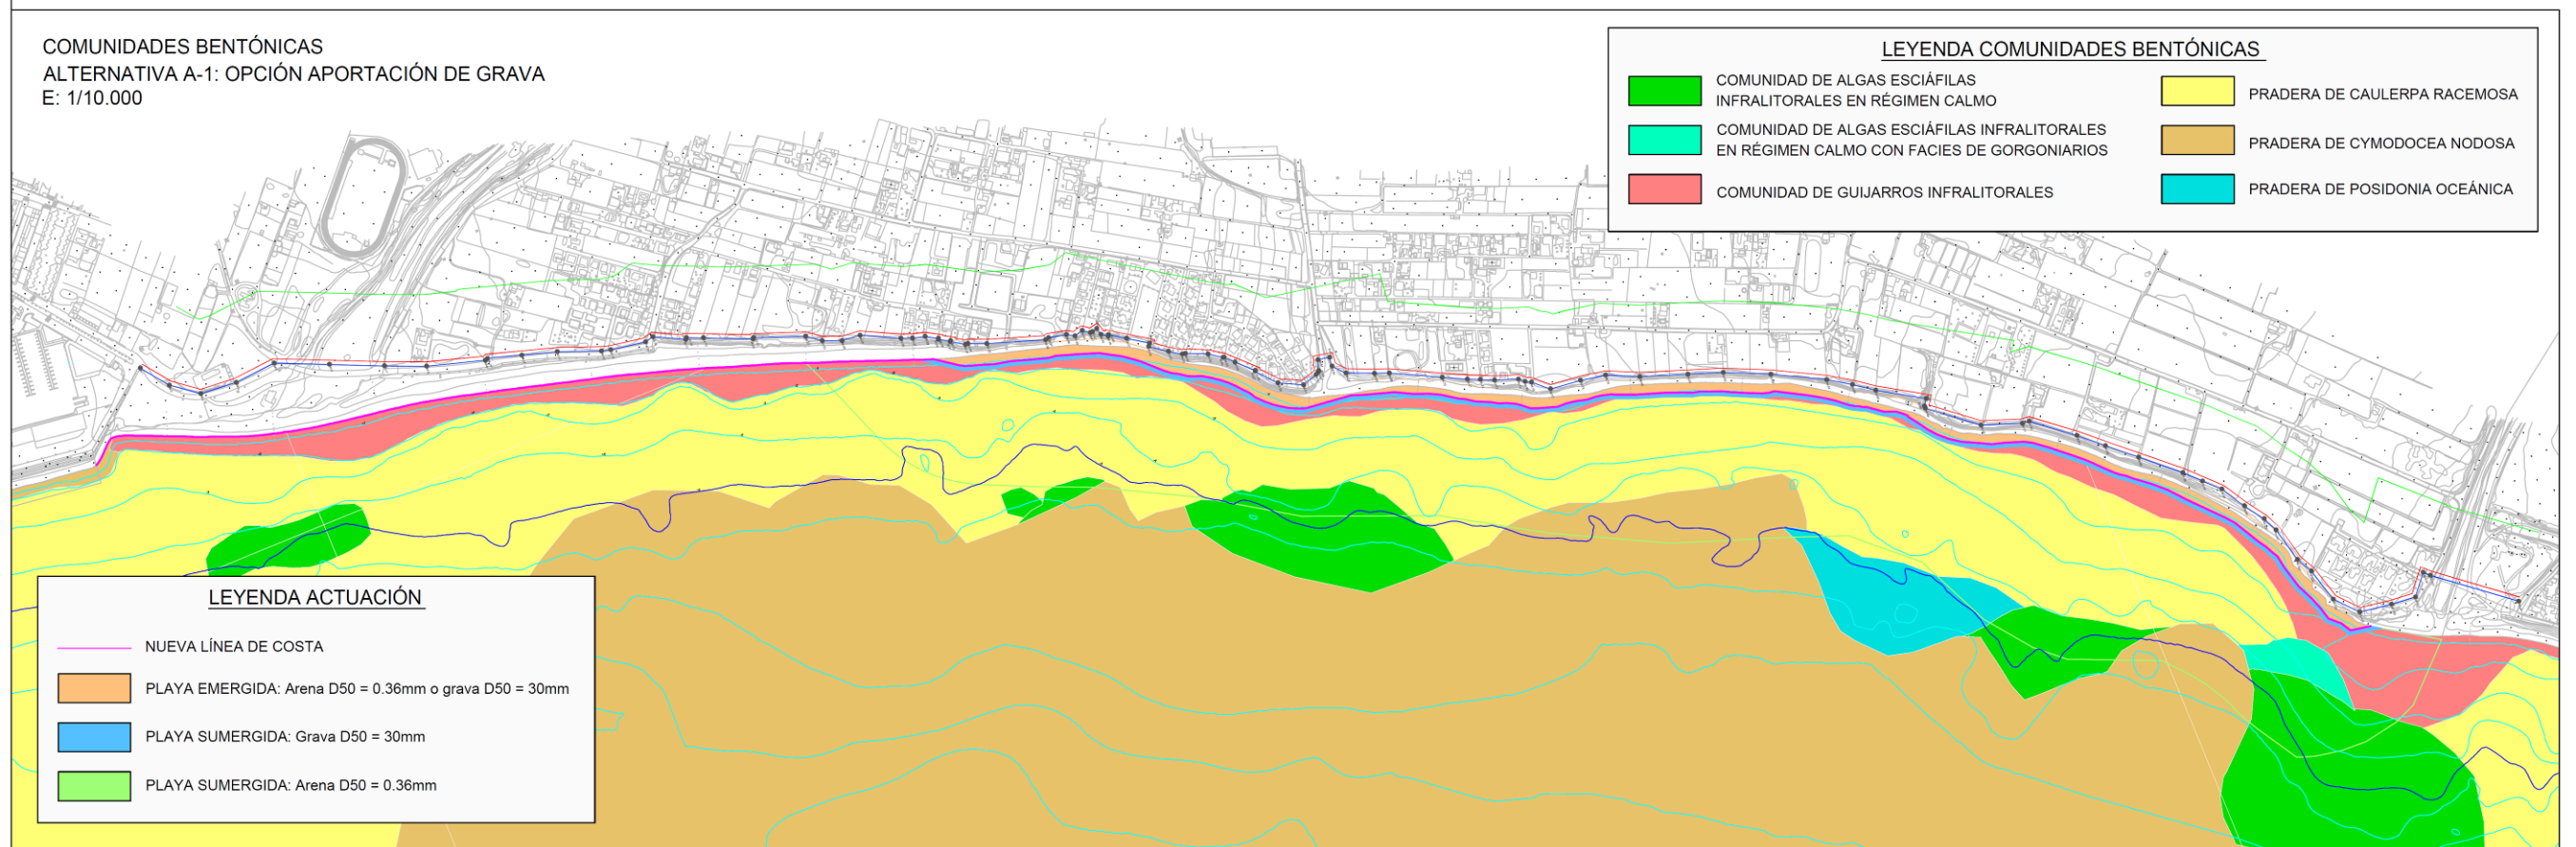 COMUNIDADES BENTÓNICAS
ALTERNATIVA A-1: OPCIÓN APORTACIÓN DE GRAVA
E: 1/10.000
LEYENDA COMUNIDADES BENTÓNICAS
COMUNIDAD DE ALGAS ESCIÁFILAS
INFRALITORALES EN RÉGIMEN CALMO
COMUNIDAD DE ALGAS ESCIÁFILAS INFRALITORALES
EN RÉGIMEN CALMO CON FACIES DE GORGONIARIOS
COMUNIDAD DE GUIJARROS INFRALITORALES
PRADERA DE CAULERPA RACEMOSA
PRADERA DE CYMODOCEA NODOSA
PRADERA DE POSIDONIA OCEÁNICA
LEYENDA ACTUACIÓN
NUEVA LÍNEA DE COSTA
PLAYA EMERGIDA: Arena D50 = 0.36mm o grava D50 = 30mm
PLAYA SUMERGIDA: Grava D50 = 30mm
PLAYA SUMERGIDA: Arena D50 = 0.36mm